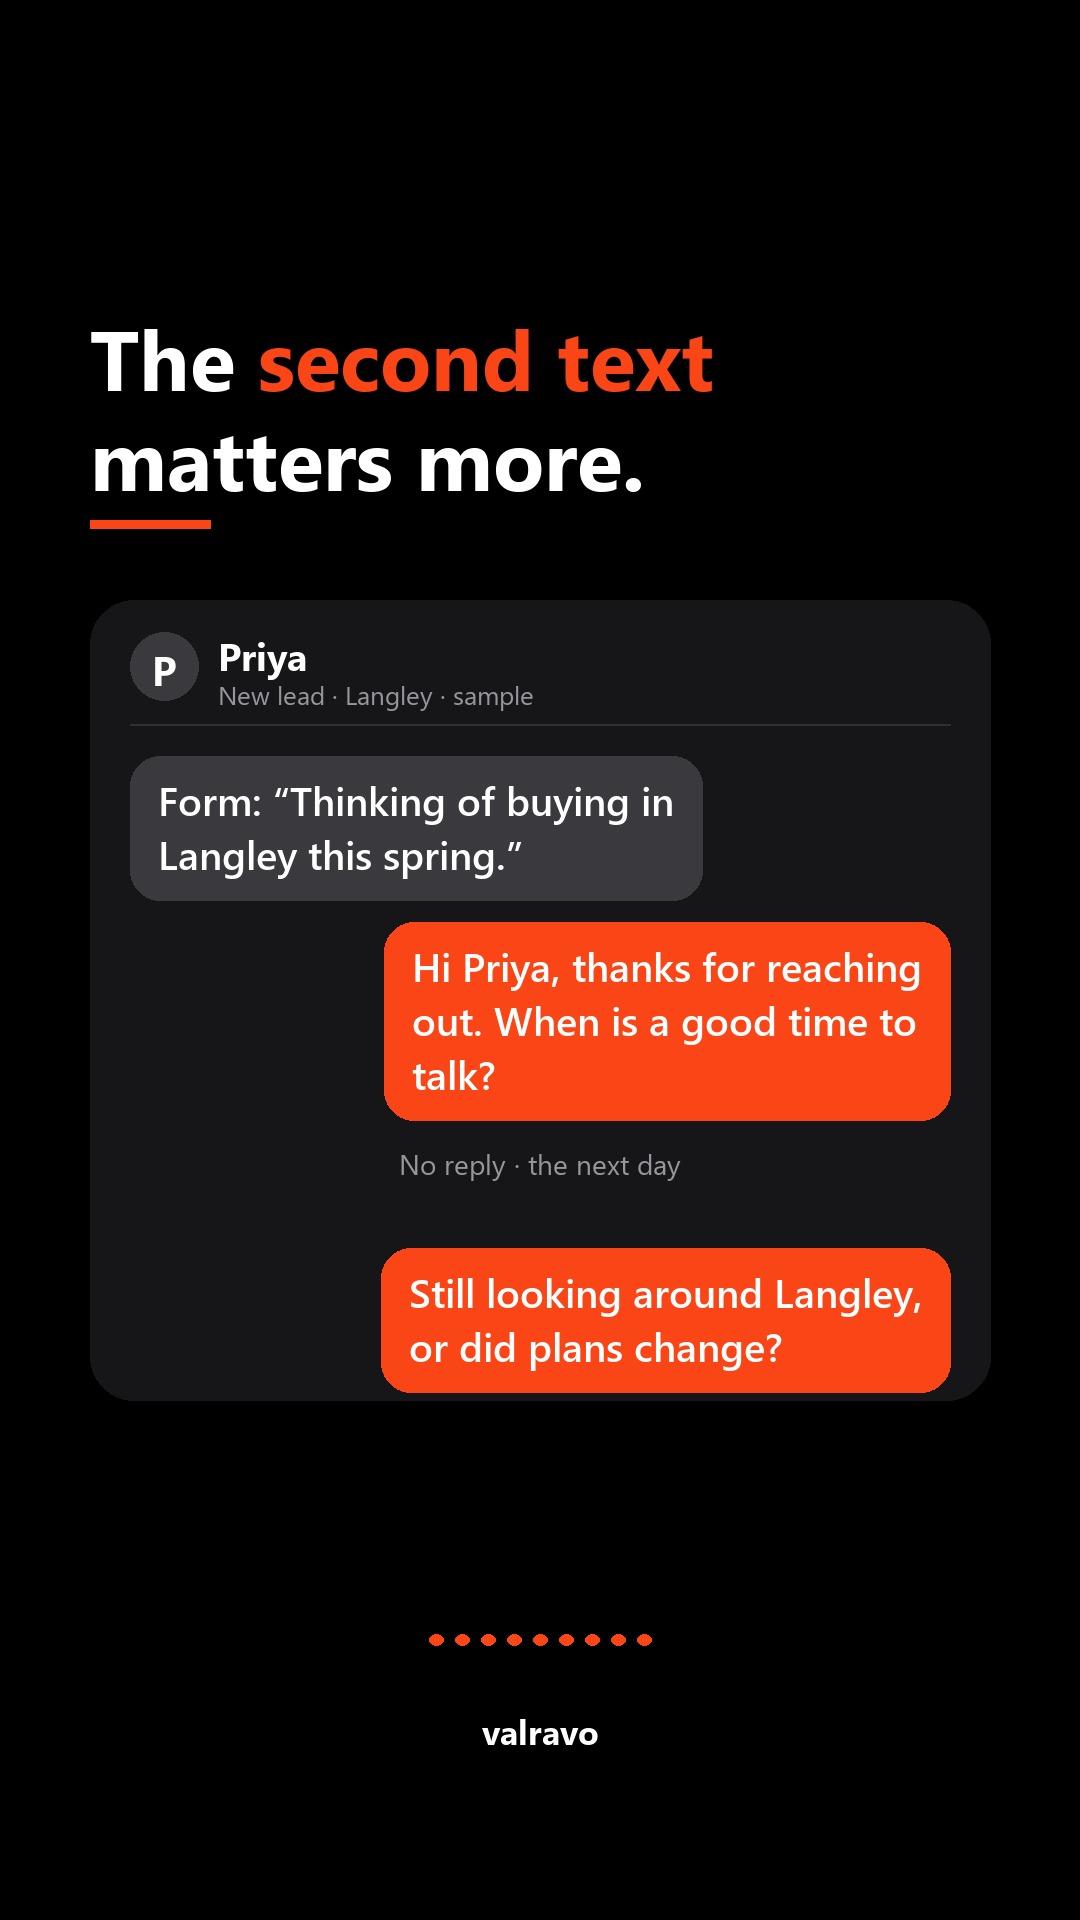 The second text
matters more.
P
Priya
New lead · Langley · sample
Form: “Thinking of buying in
Langley this spring.”
Hi Priya, thanks for reaching
out. When is a good time to
talk?
No reply · the next day
Still looking around Langley,
or did plans change?
valravo